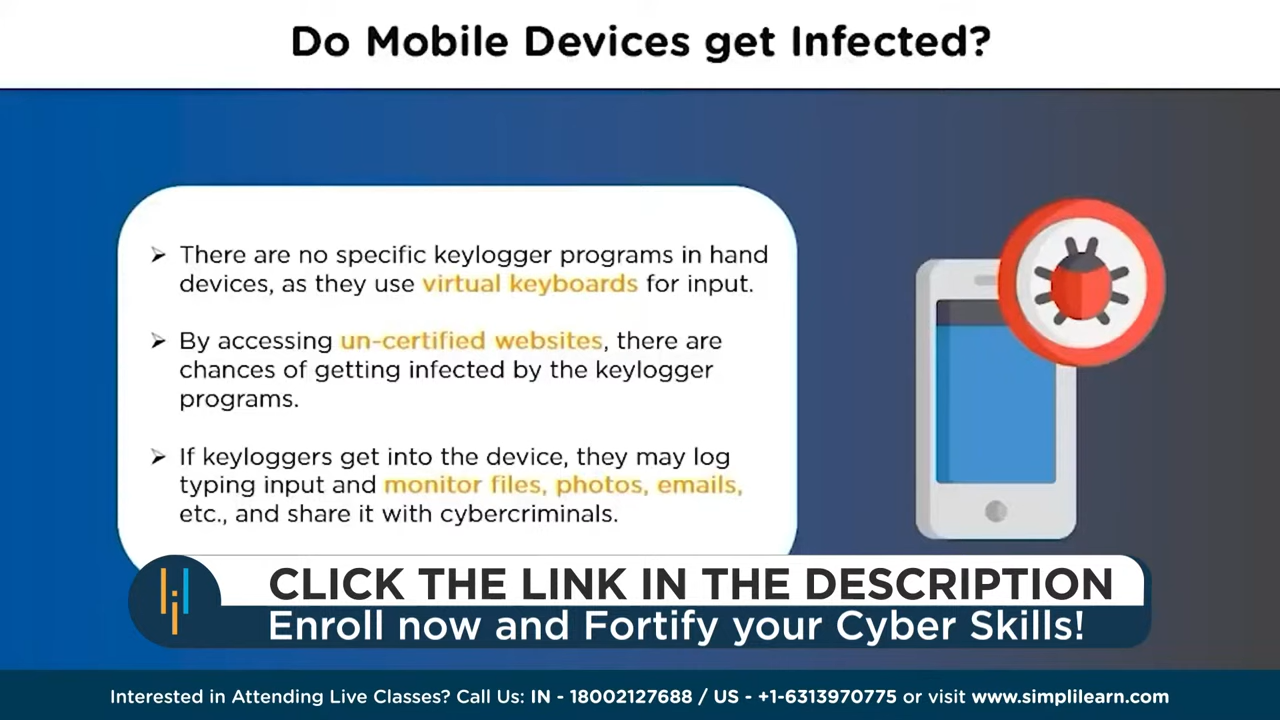 Do Mobile Devices get Infected?
➢ There are no specific keylogger programs in hand
devices, as they use virtual keyboards for input.
➢ By accessing un-certified websites, there are
chances of getting infected by the keylogger
programs.
➢ If keyloggers get into the device, they may log
typing input and monitor files, photos, emails,
etc., and share it with cybercriminals.
CLICK THE LINK IN THE DESCRIPTION
Enroll now and Fortify your Cyber Skills!
Interested in Attending Live Classes? Call Us: IN - 18002127688 / US - +1-6313970775 or visit www.simplilearn.com